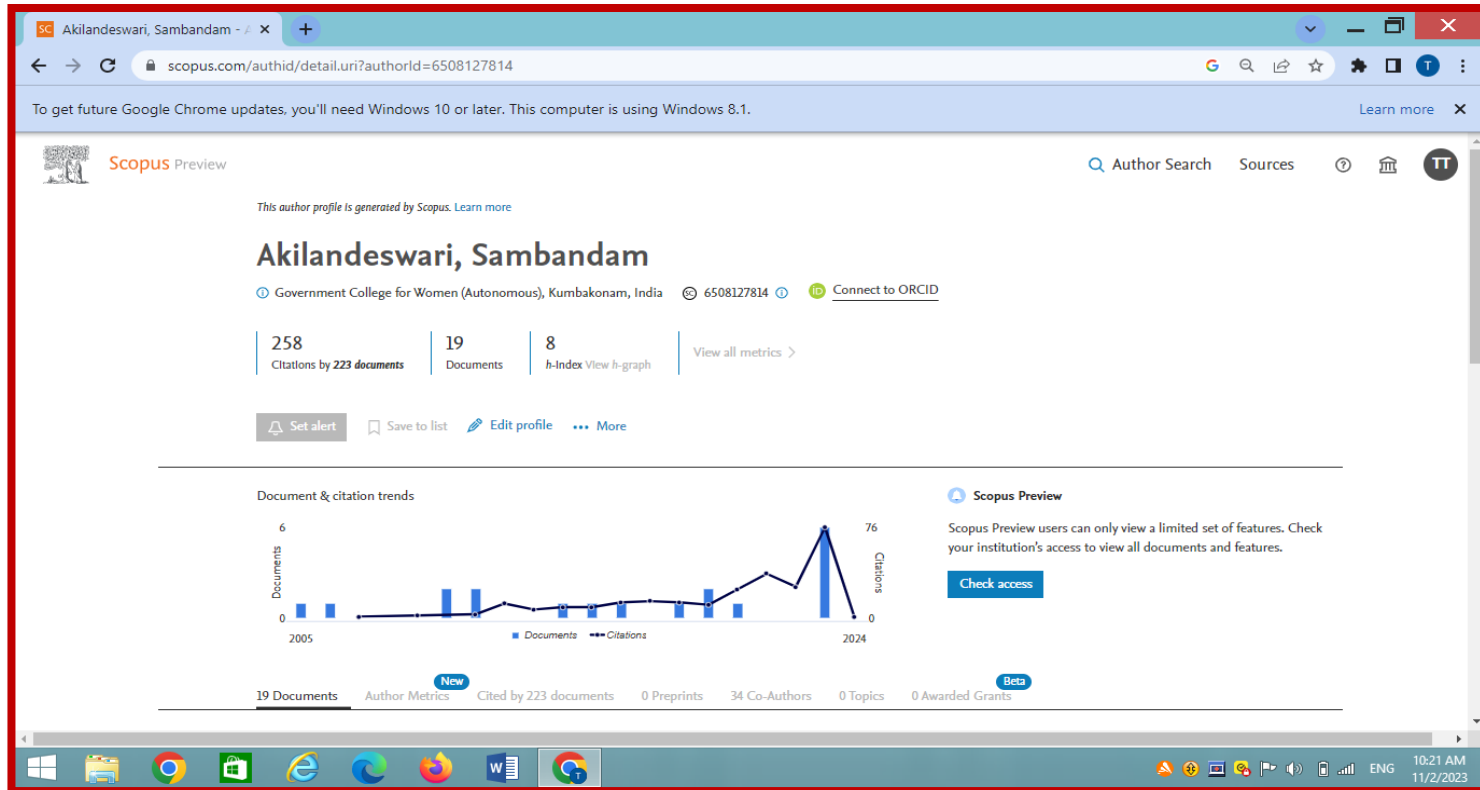 SC Akilandeswari, Sambandam - A
scopus.com/authid/detail.uri?authorId=6508127814
G
T
To get future Google Chrome updates, you'll need Windows 10 or later. This computer is using Windows 8.1.
Learn more
Scopus Preview
Author Search
Sources
TT
This author profile is generated by Scopus. Learn more
Akilandeswari, Sambandam
Government College for Women (Autonomous), Kumbakonam, India
SC 6508127814
iD Connect to ORCID
258
Citations by 223 documents
19
Documents
8
h-Index View h-graph
View all metrics >
Set alert
Save to list
Edit profile
More
Document & citation trends
6
Documents
0
2005
76
Citations
0
2024
Documents
Citations
Scopus Preview
Scopus Preview users can only view a limited set of features. Check
your institution's access to view all documents and features.
Check access
19 Documents
Author Metrics
New
Cited by 223 documents
0 Preprints
34 Co-Authors
0 Topics
0 Awarded Grants
Beta
W
T
ENG
10:21 AM
11/2/2023